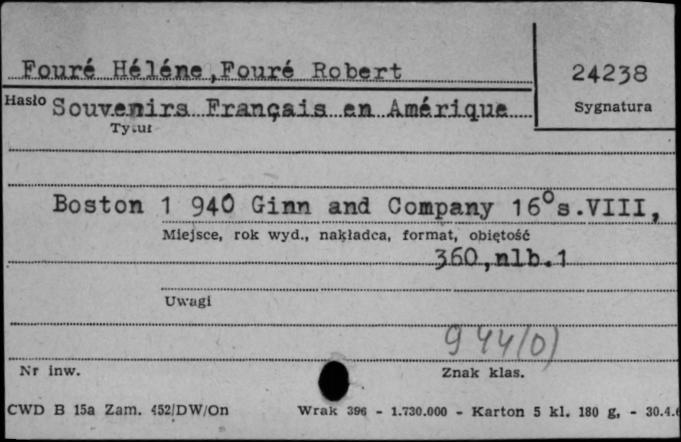 Fouré Héléne,Fouré Robert
24238
Hasło
Sygnatura
Souvenirs Français en Amérique
Tytuł
Boston 1 940 Ginn and Company 16°s.VIII,
Miejsce, rok wyd., nakładca, format, objętość
360,nlb.1
Uwagi
944(0)
Nr inw.
Znak klas.
CWD B 15a Zam. 452/DW/On
Wrak 396 - 1.730.000 - Karton 5 kl. 180 g, - 30.4.